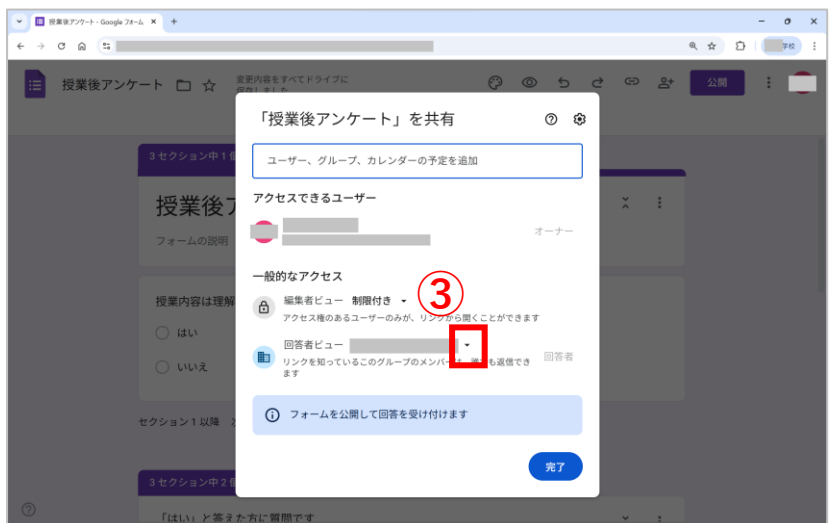 授業後アンケート - Google フォーム
学校
授業後アンケート
変更内容をすべてドライブに
保存しました
公開
「授業後アンケート」を共有
3 セクション中 1 個
ユーザー、グループ、カレンダーの予定を追加
授業後ア
フォームの説明
アクセスできるユーザー
オーナー
一般的なアクセス
③
授業内容は理解
編集者ビュー 制限付き
アクセス権のあるユーザーのみが、リンクから開くことができます
はい
回答者ビュー
リンクを知っているこのグループのメンバー
も返信でき
ます
回答者
いいえ
フォームを公開して回答を受け付けます
セクション 1 以降
完了
3 セクション中 2 個
「はい」と答えた方に質問です